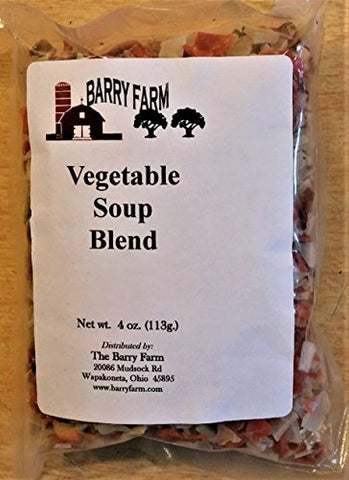 BARRY FARM
Vegetable
Soup
Blend
Net wt. 4 oz. (113g.)
Distributed by:
The Barry Farm
20086 Mudsock Rd
Wapakoneta, Ohio 45895
www.barryfarm.com